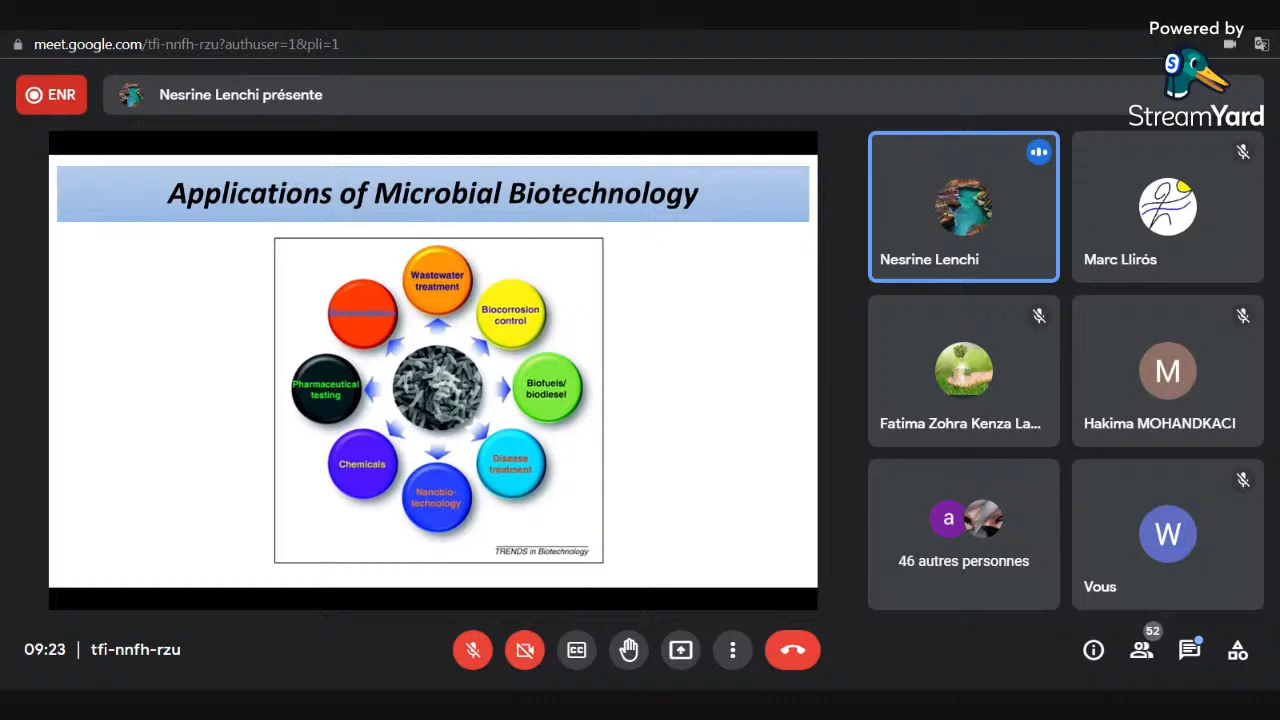 Powered by
StreamYard
meet.google.com/tfi-nnfh-rzu?authuser=1&pli=1
ENR
Nesrine Lenchi présente
Applications of Microbial Biotechnology
Wastewater
treatment
Biocorrosion
control
Pharmaceutical
testing
Biofuels/
biodiesel
Chemicals
Disease
treatment
Nanobio-
technology
TRENDS in Biotechnology
Nesrine Lenchi
Marc Llirós
Fatima Zohra Kenza La...
M
Hakima MOHANDKACI
a
46 autres personnes
W
Vous
09:23 | tfi-nnfh-rzu
CC
52